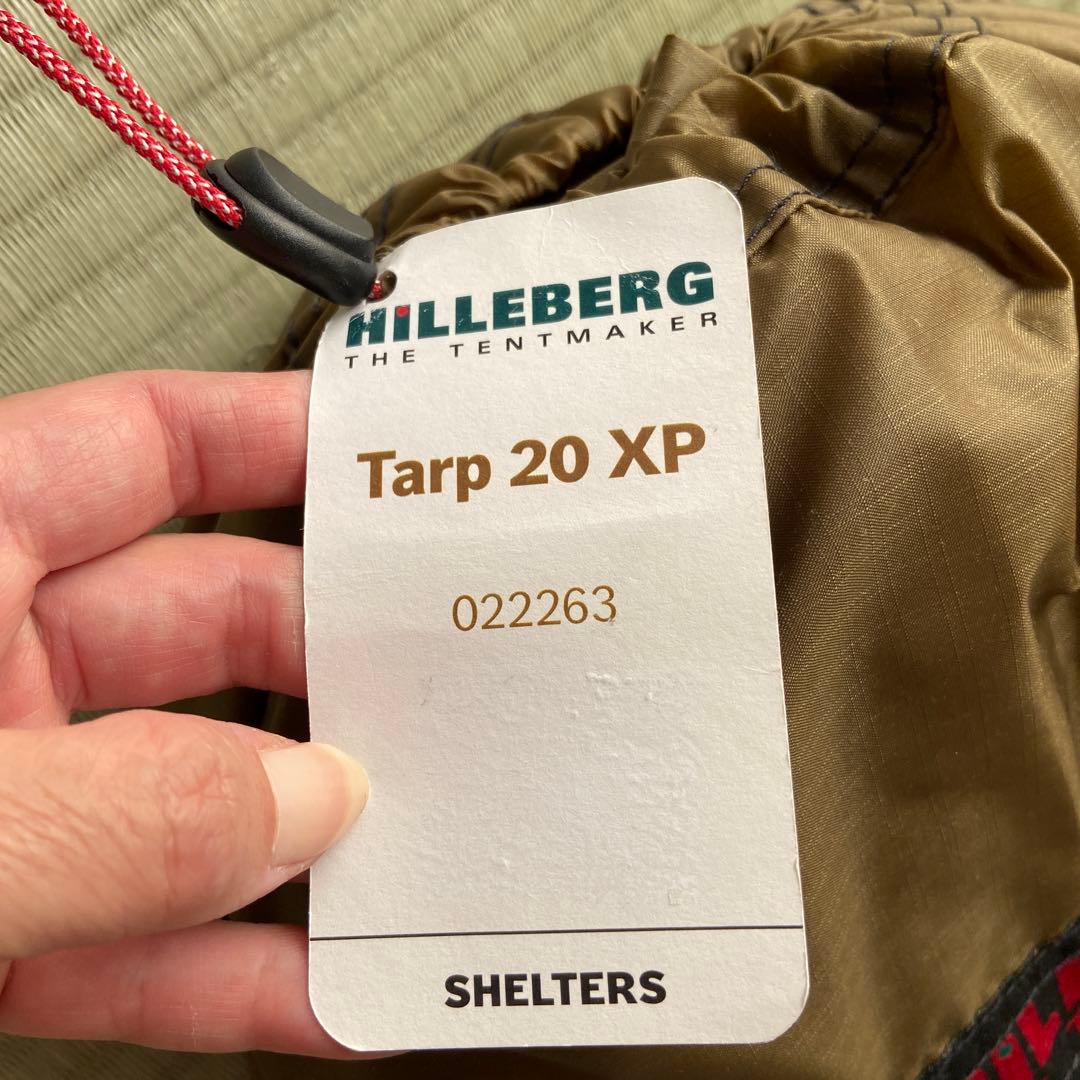 HiLLEBERG
THE TENTMAKER
Tarp 20 XP
022263
SHELTERS